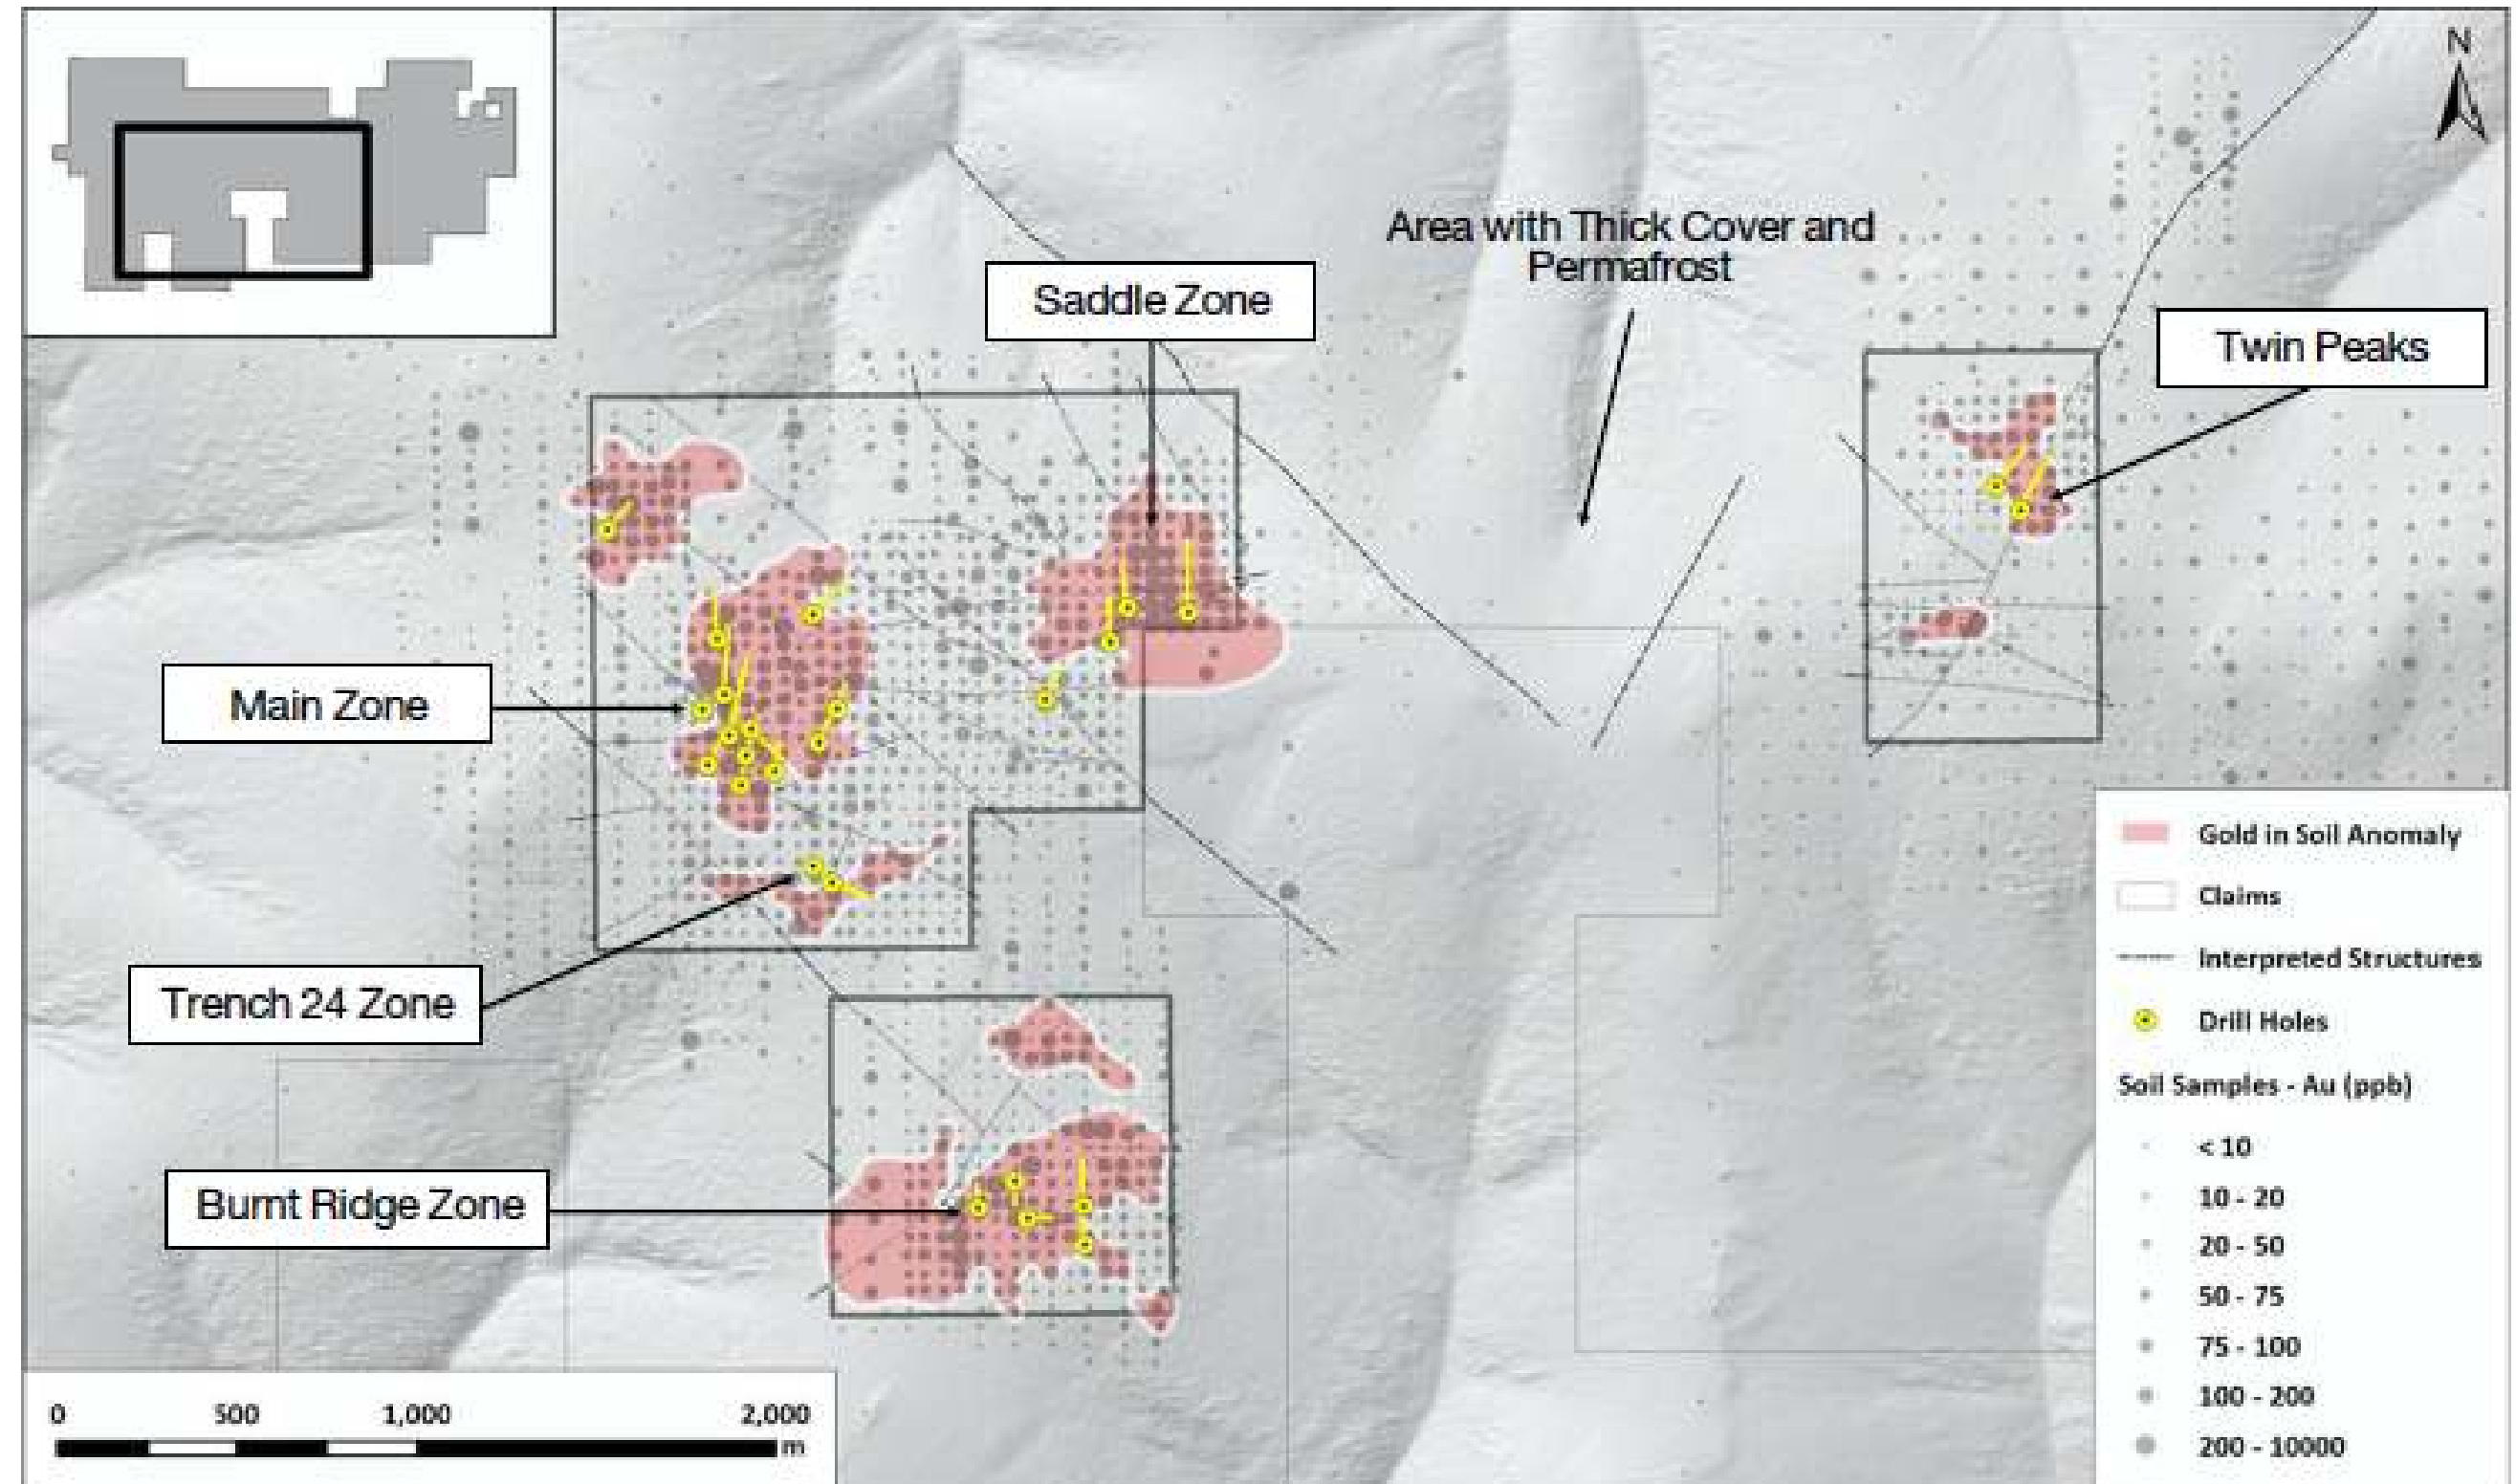 N
Area with Thick Cover and
Permafrost
Saddle Zone
Twin Peaks
Main Zone
Trench 24 Zone
Burnt Ridge Zone
Gold in Soil Anomaly
Claims
Interpreted Structures
Drill Holes
Soil Samples - Au (ppb)
< 10
10 - 20
20 - 50
50 - 75
75 - 100
100 - 200
200 - 10000
0 500 1,000 2,000
m